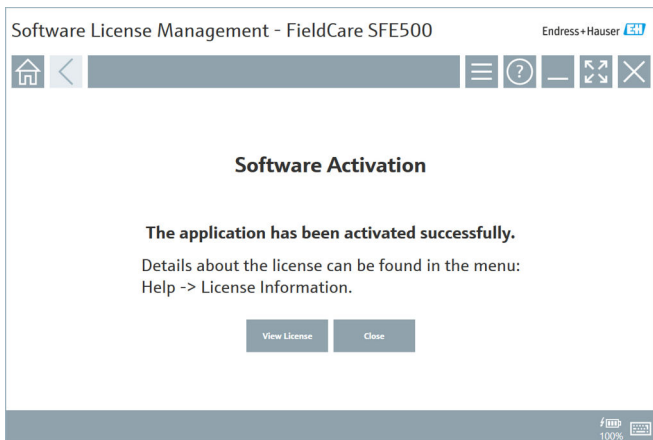 Software License Management - FieldCare SFE500
Endress+Hauser EH
?
Software Activation
The application has been activated successfully.
Details about the license can be found in the menu:
Help -> License Information.
View License
Close
100%